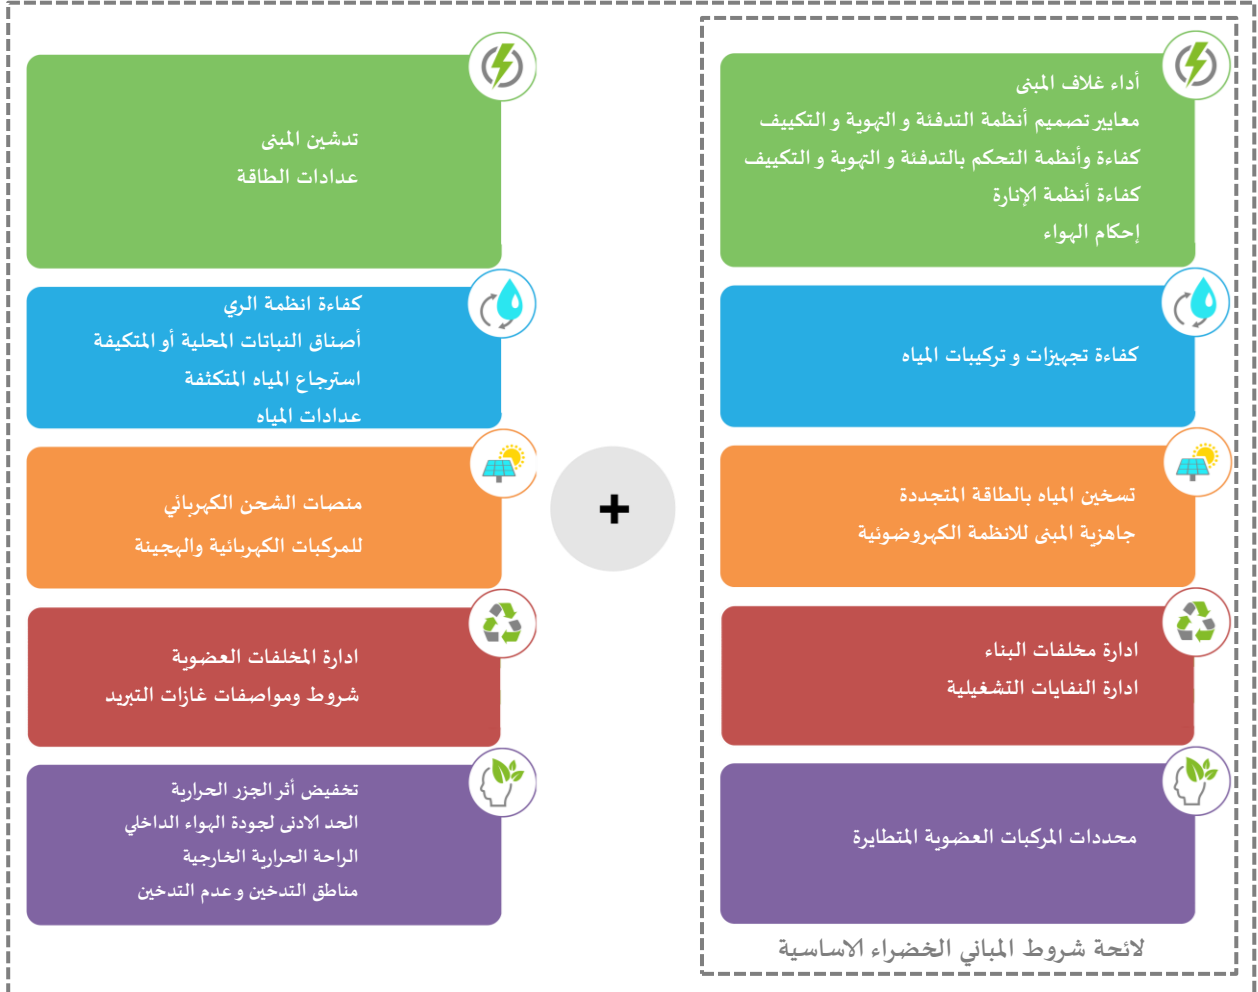 أداء غلاف المبنى
معايير تصميم أنظمة التدفئة و التهوية و التكييف
كفاءة وأنظمة التحكم بالتدفئة و التهوية و التكييف
كفاءة أنظمة الإنارة
إحكام الهواء
كفاءة تجهيزات و تركيبات المياه
تسخين المياه بالطاقة المتجددة
جاهزية المبنى للانظمة الكهروضوئية
ادارة مخلفات البناء
ادارة النفايات التشغيلية
محددات المركبات العضوية المتطايرة
لائحة شروط المباني الخضراء الاساسية
+
تدشين المبنى
عدادات الطاقة
كفاءة انظمة الري
أصناق النباتات المحلية أو المتكيفة
استرجاع المياه المتكثفة
عدادات المياه
منصات الشحن الكهربائي
للمركبات الكهربائية والهجينة
ادارة المخلفات العضوية
شروط ومواصفات غازات التبريد
تخفيض أثر الجزر الحرارية
الحد الادنى لجودة الهواء الداخلي
الراحة الحرارية الخارجية
مناطق التدخين و عدم التدخين